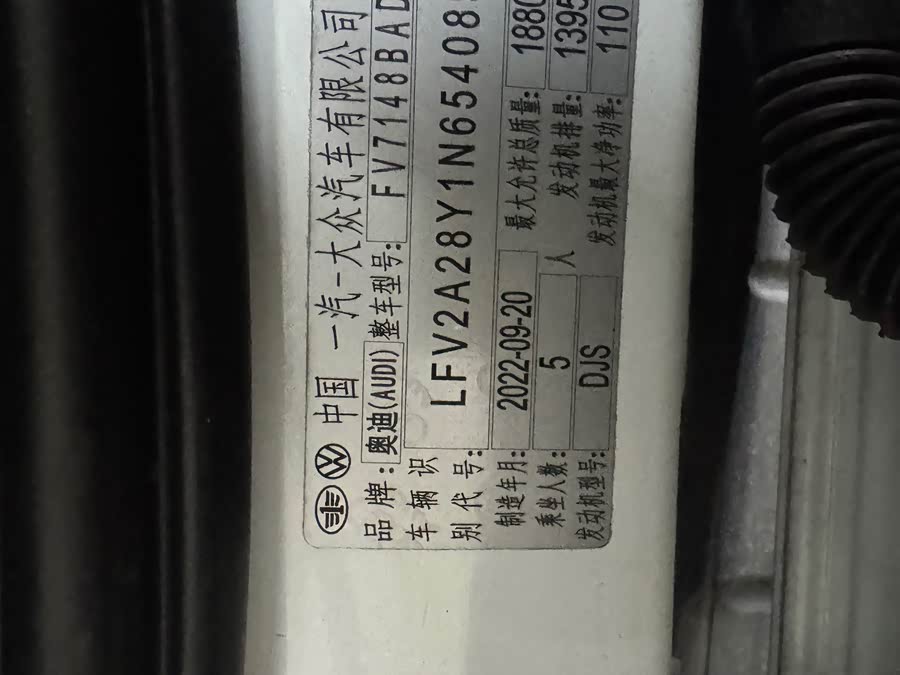 中国 一汽-大众汽车有限公司
品牌: 奥迪(AUDI) 整车型号: FV7148BAD
车辆识别代号: LFV2A28Y1N65408
制造年月: 2022-09-20 最大允许总质量: 1880
乘坐人数: 5 人 发动机排量: 1395
发动机型号: DJS 发动机最大净功率: 110